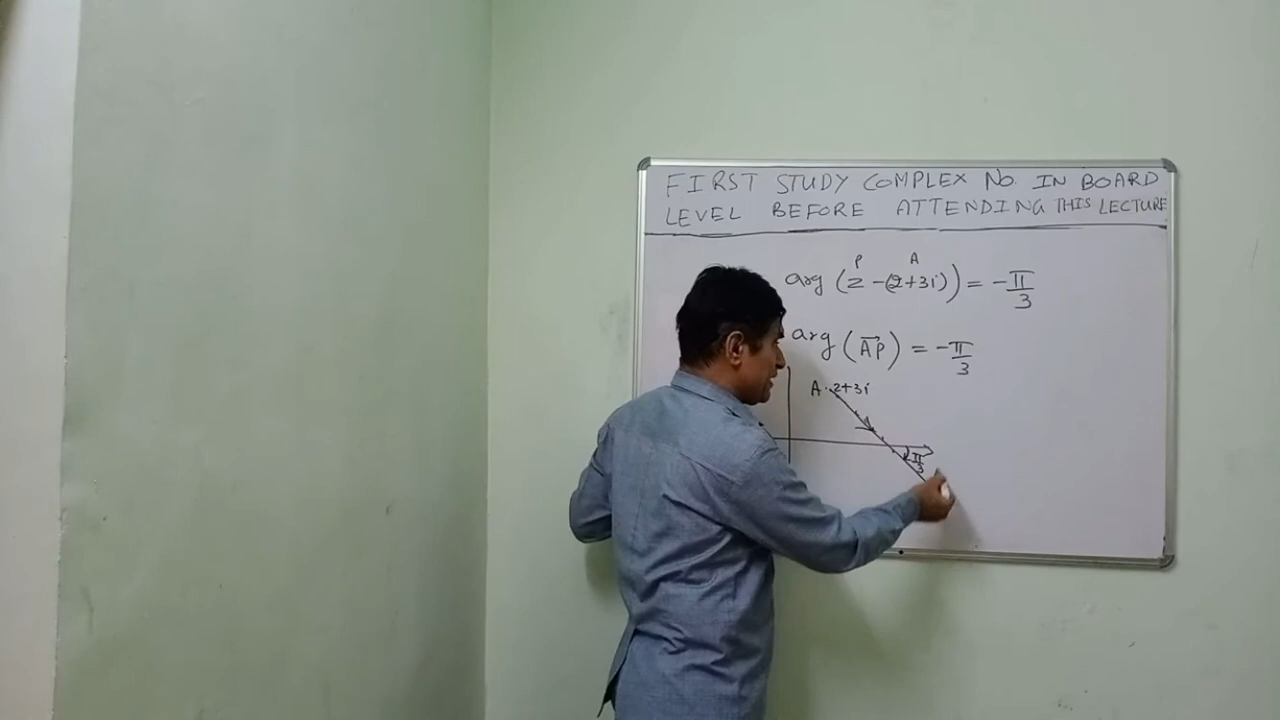 FIRST STUDY COMPLEX NO. IN BOARD
LEVEL BEFORE ATTENDING THIS LECTURE
P A
arg (z -(2+3i)) = -π/3
arg (AP) = -π/3
A 2+3i
π/3